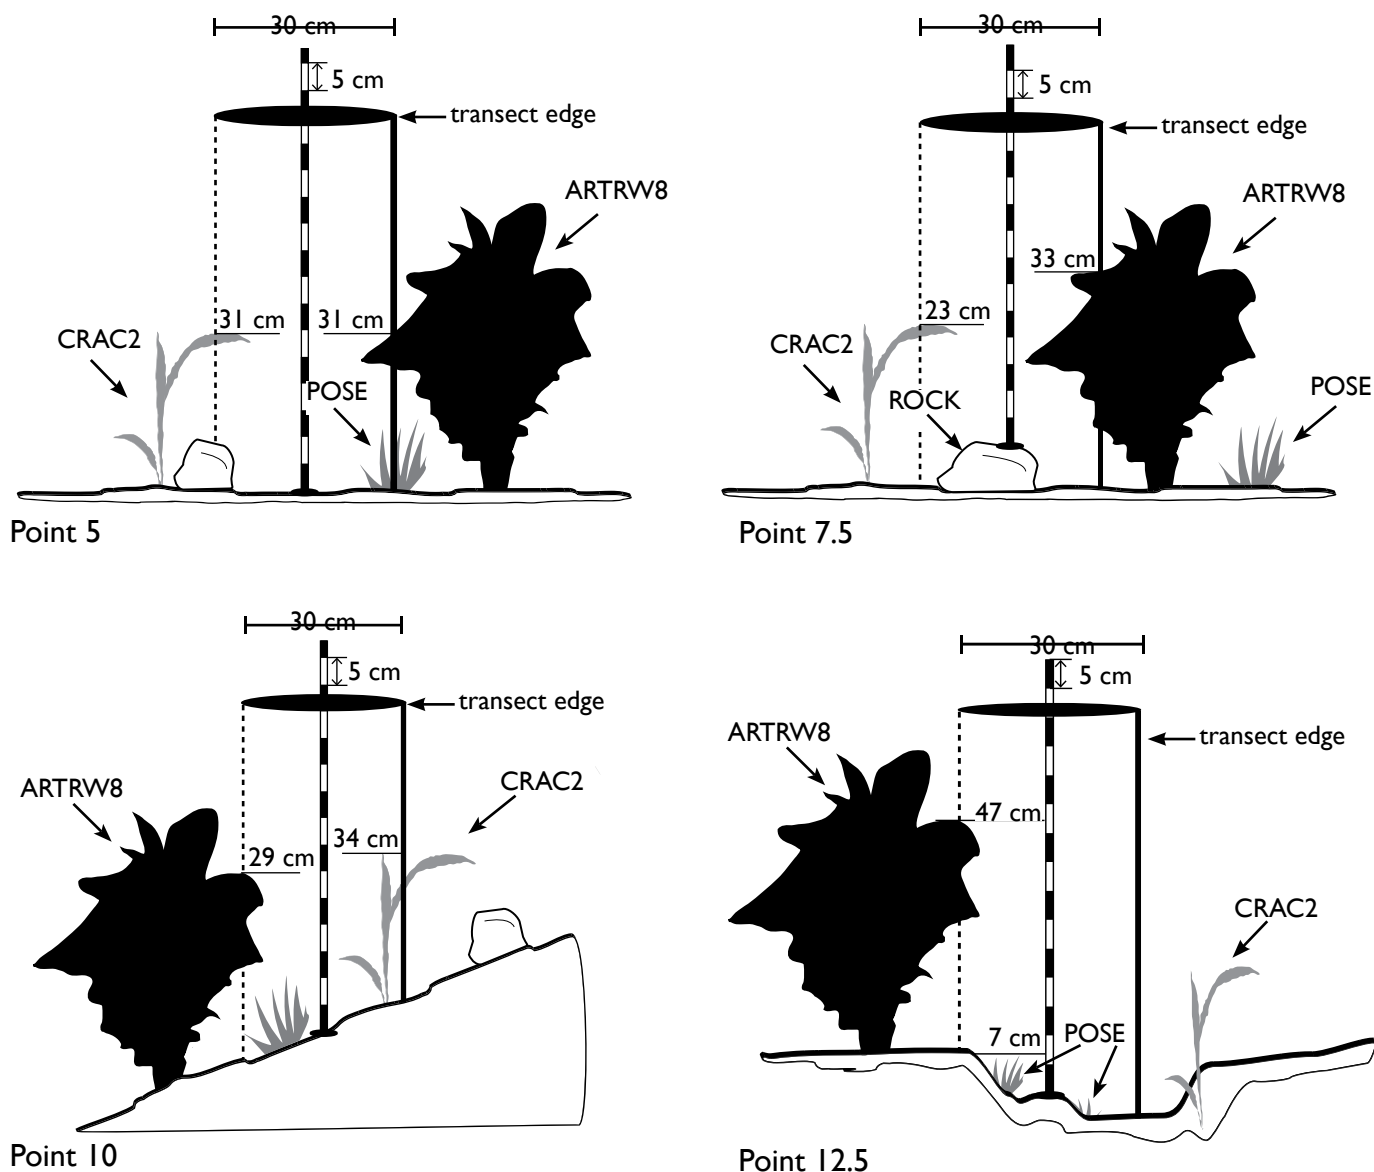 30 cm
5 cm
transect edge
ARTRW8
31 cm
31 cm
CRAC2
POSE
Point 5
30 cm
5 cm
transect edge
ARTRW8
33 cm
23 cm
CRAC2
ROCK
POSE
Point 7.5
30 cm
5 cm
transect edge
ARTRW8
CRAC2
34 cm
29 cm
Point 10
30 cm
5 cm
ARTRW8
transect edge
47 cm
CRAC2
7 cm
POSE
Point 12.5